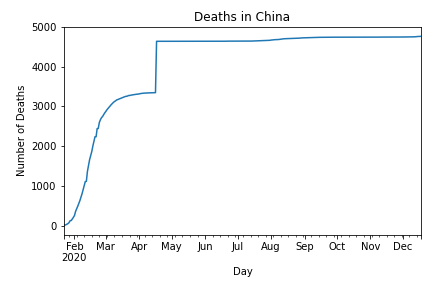 Deaths in China
Number of Deaths
5000
4000
3000
2000
1000
0
Feb Mar Apr May Jun Jul Aug Sep Oct Nov Dec
2020
Day